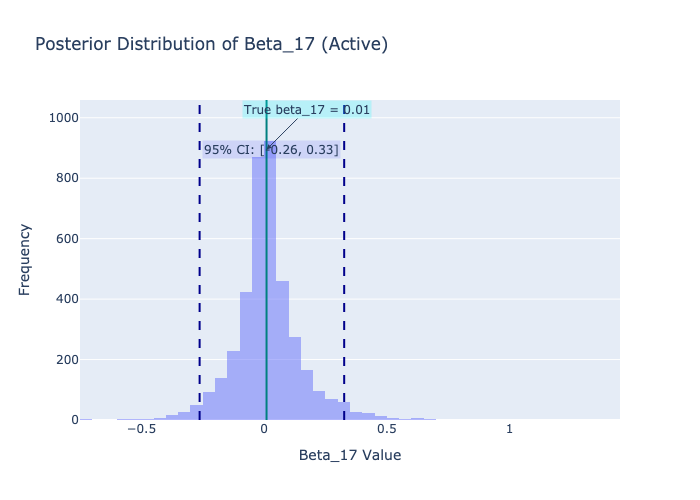 Posterior Distribution of Beta_17 (Active)
True beta_17 = 0.01
95% CI: [-0.26, 0.33]
1000
800
600
400
200
0
Frequency
−0.5
0
0.5
1
Beta_17 Value